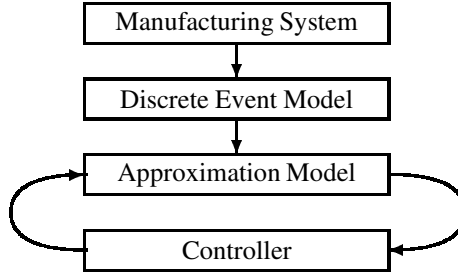 Manufacturing System
Discrete Event Model
Approximation Model
Controller